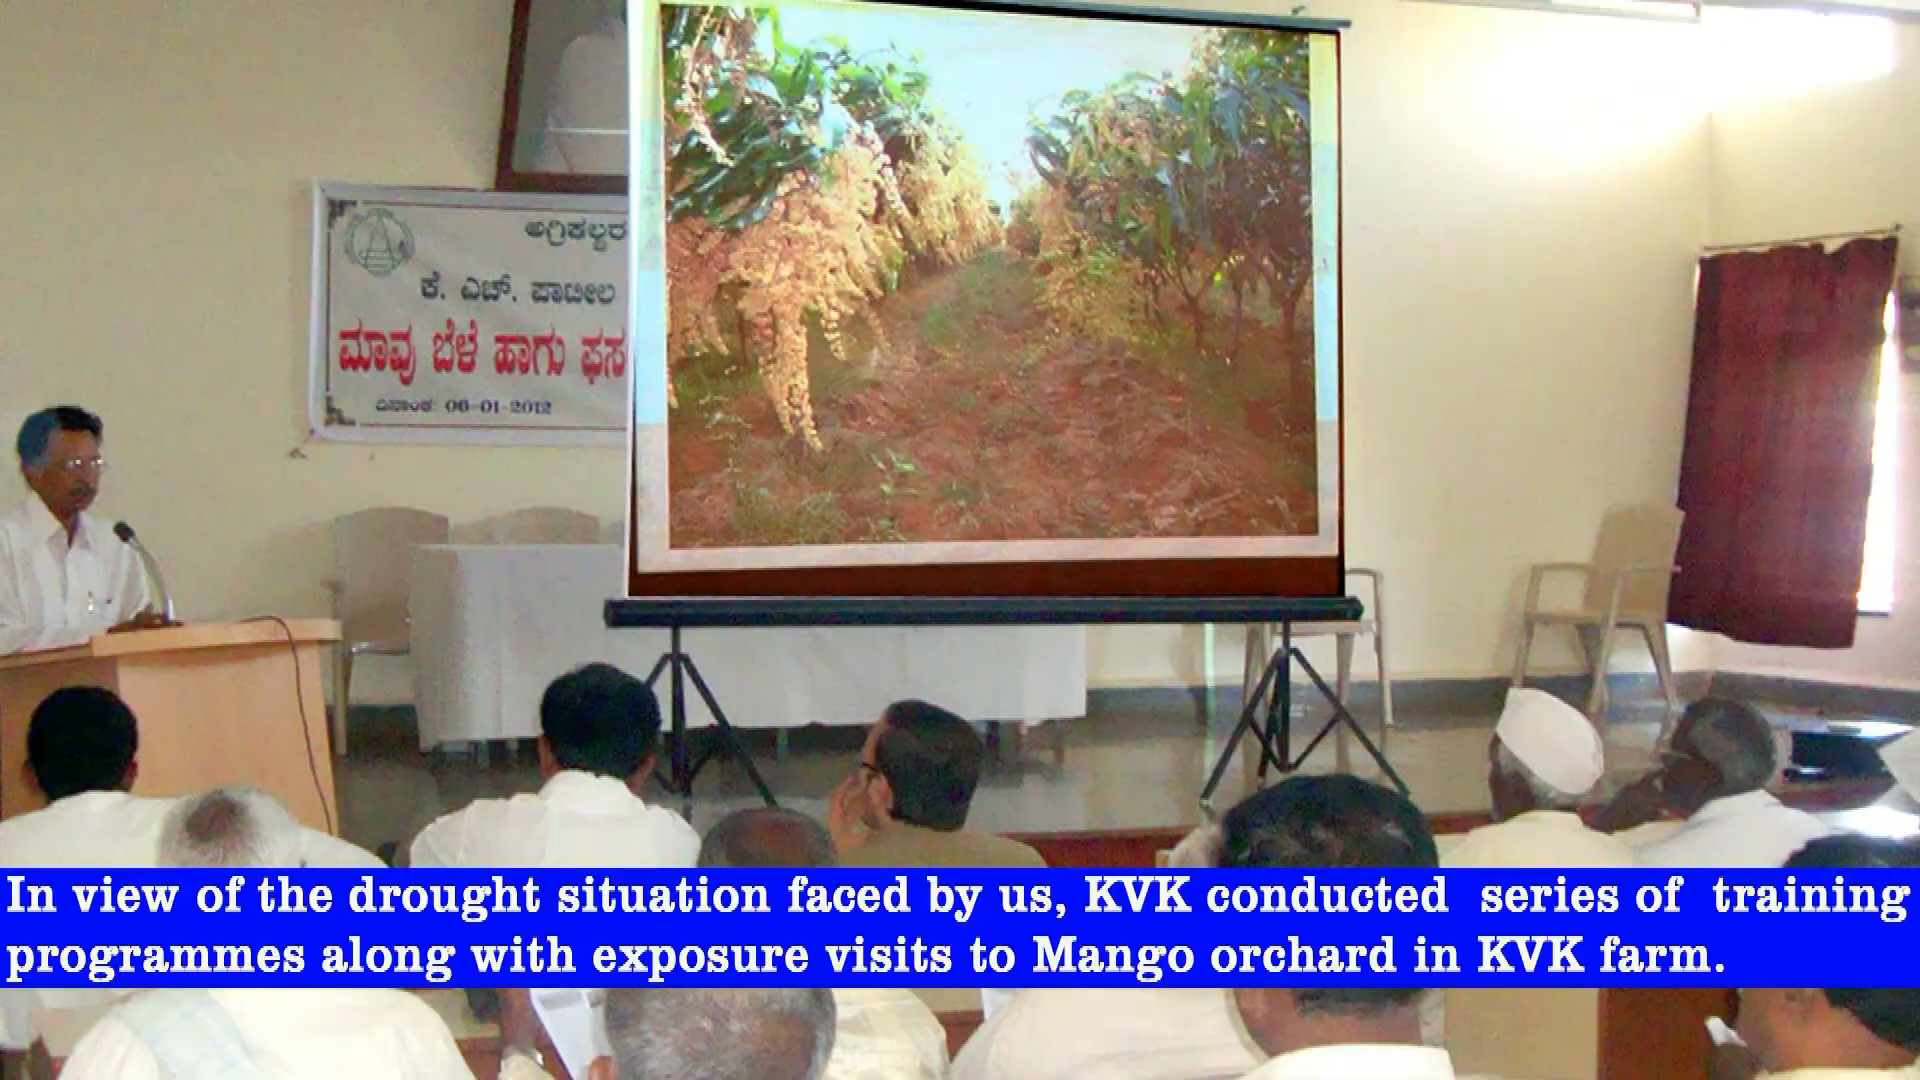 ಅಗ್ರಿಕಲ್ಚರ
ಕೆ. ಎಚ್. ಪಾಟೀಲ
ಮಾವು ಬೆಳೆ ಹಾಗು ಫಸ
ದಿನಾಂಕ: 06-01-2012
In view of the drought situation faced by us, KVK conducted series of training
programmes along with exposure visits to Mango orchard in KVK farm.